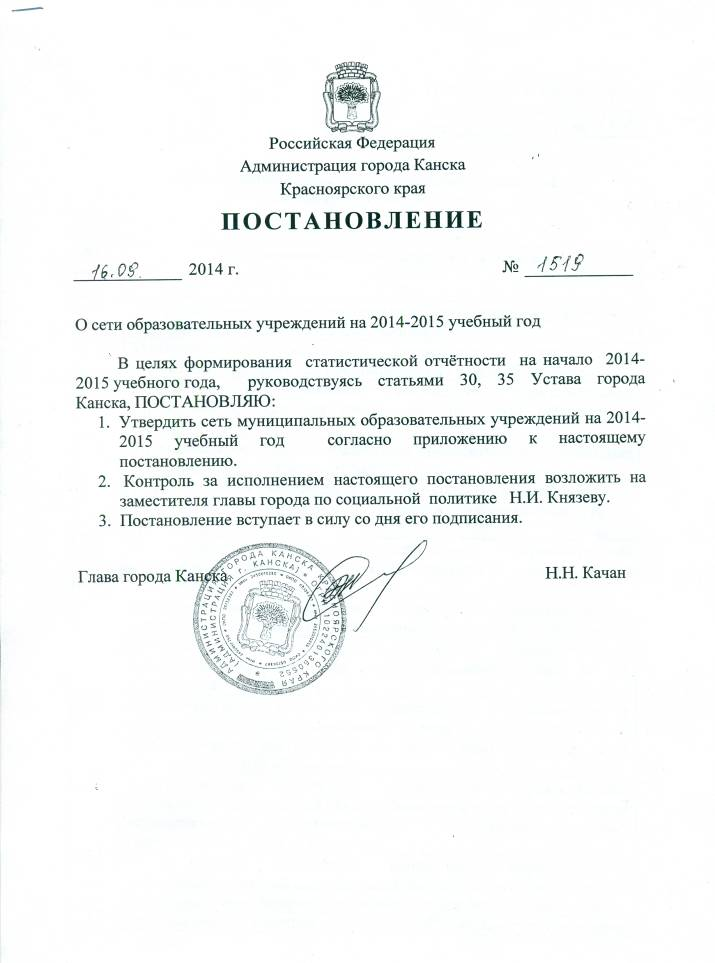 Российская Федерация
Администрация города Канска
Красноярского края
ПОСТАНОВЛЕНИЕ
16.09. 2014 г. № 1519
О сети образовательных учреждений на 2014-2015 учебный год
В целях формирования статистической отчётности на начало 2014-
2015 учебного года, руководствуясь статьями 30, 35 Устава города
Канска, ПОСТАНОВЛЯЮ:
1. Утвердить сеть муниципальных образовательных учреждений на 2014-
2015 учебный год согласно приложению к настоящему
постановлению.
2. Контроль за исполнением настоящего постановления возложить на
заместителя главы города по социальной политике Н.И. Князеву.
3. Постановление вступает в силу со дня его подписания.
Глава города Канска Н.Н. Качан
АДМИНИСТРАЦИЯ ГОРОДА КАНСКА КРАСНОЯРСКОГО КРАЯ
(АДМИНИСТРАЦИЯ Г. КАНСКА)